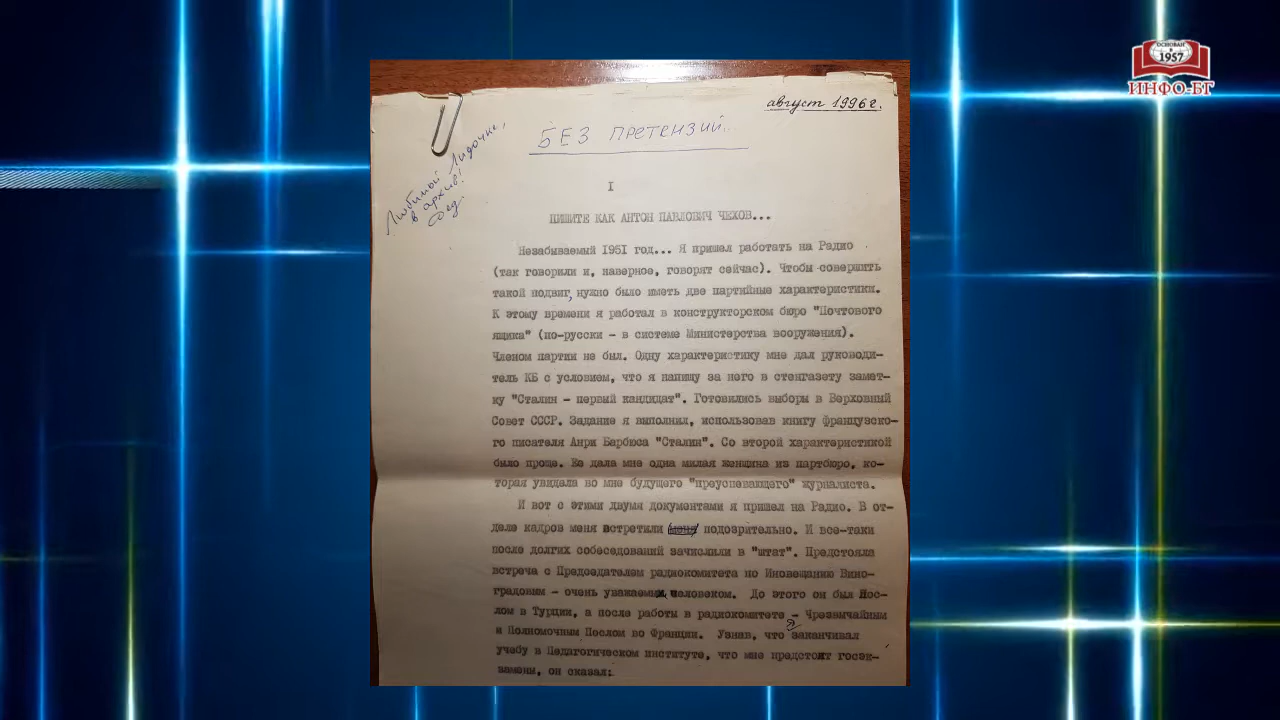 ОСНОВАН
В
1957
ИНФО-БГ
август 1996г.
БЕЗ ПРЕТЕНЗИЙ..
Любимой Лидочке,
в архив!
I
ПИШИТЕ КАК АНТОН ПАВЛОВИЧ ЧЕХОВ...
Незабываемый 1951 год... Я пришел работать на Радио
(так говорили и, наверное, говорят сейчас). Чтобы совершить
такой подвиг, нужно было иметь две партийные характеристики.
К этому времени я работал в конструкторском бюро "Почтового
ящика" (по-русски - в системе Министерства вооружения).
Членом партии не был. Одну характеристику мне дал руководи-
тель КБ с условием, что я напишу за него в стенгазету замет-
ку "Сталин - первый кандидат". Готовились выборы в Верховный
Совет СССР. Задание я выполнил, использовав книгу французско-
го писателя Анри Барбюса "Сталин". Со второй характеристикой
было проще. Ее дала мне одна милая женщина из партбюро, ко-
торая увидела во мне будущего "преуспевающего" журналиста.
И вот с этими двумя документами я пришел на Радио. В от-
деле кадров меня встретили подозрительно. И все-таки
после долгих собеседований зачислили в "штат". Предстояла
встреча с Председателем радиокомитета по Иновещанию Вино-
градовым - очень уважаемым человеком. До этого он был Пос-
лом в Турции, а после работы в радиокомитете - Чрезвычайным
и Полномочным Послом во Франции. Узнав, что я заканчивал
учебу в Педагогическом институте, что мне предстоят госэк-
замены, он сказал: